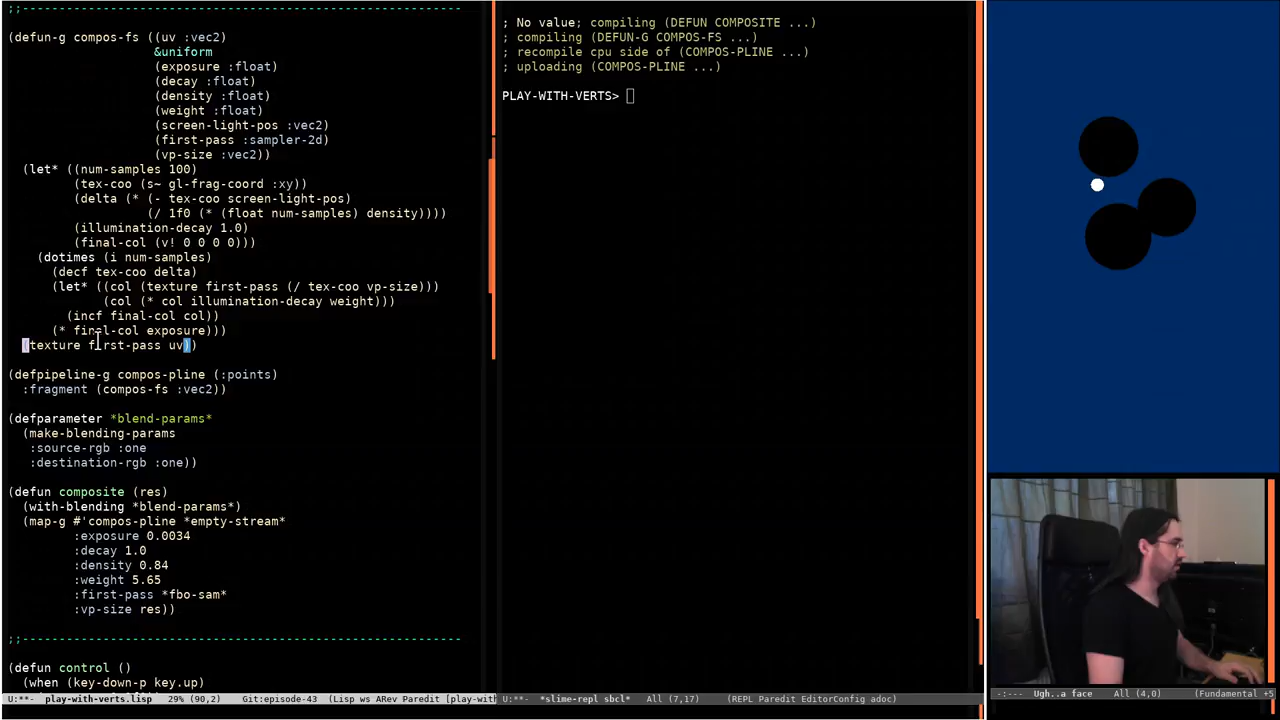 ;;------------------------------------------------------------
(defun-g compos-fs ((uv :vec2)
&uniform
(exposure :float)
(decay :float)
(density :float)
(weight :float)
(screen-light-pos :vec2)
(first-pass :sampler-2d)
(vp-size :vec2))
(let* ((num-samples 100)
(tex-coo (s~ gl-frag-coord :xy))
(delta (* (- tex-coo screen-light-pos)
(/ 1f0 (* (float num-samples) density))))
(illumination-decay 1.0)
(final-col (v! 0 0 0 0)))
(dotimes (i num-samples)
(decf tex-coo delta)
(let* ((col (texture first-pass (/ tex-coo vp-size)))
(col (* col illumination-decay weight)))
(incf final-col col))
(* final-col exposure)))
(texture first-pass uv))
(defpipeline-g compos-pline (:points)
:fragment (compos-fs :vec2))
(defparameter *blend-params*
(make-blending-params
:source-rgb :one
:destination-rgb :one))
(defun composite (res)
(with-blending *blend-params*)
(map-g #'compos-pline *empty-stream*
:exposure 0.0034
:decay 1.0
:density 0.84
:weight 5.65
:first-pass *fbo-sam*
:vp-size res))
;;------------------------------------------------------------
(defun control ()
(when (key-down-p key.up)
U:**-  play-with-verts.lisp   29% (90,2)   Git:episode-43  (Lisp ws ARev Paredit [play-wit
; No value; compiling (DEFUN COMPOSITE ...)
; compiling (DEFUN-G COMPOS-FS ...)
; recompile cpu side of (COMPOS-PLINE ...)
; uploading (COMPOS-PLINE ...)
PLAY-WITH-VERTS>
U:**-  *slime-repl sbcl*   All (7,17)   (REPL Paredit EditorConfig adoc)
-:---  Ugh..a face   All (4,0)   (Fundamental +5